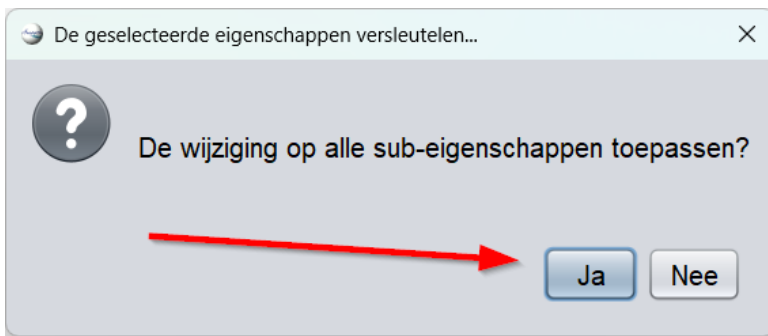 De geselecteerde eigenschappen versleutelen...
De wijziging op alle sub-eigenschappen toepassen?
Ja Nee